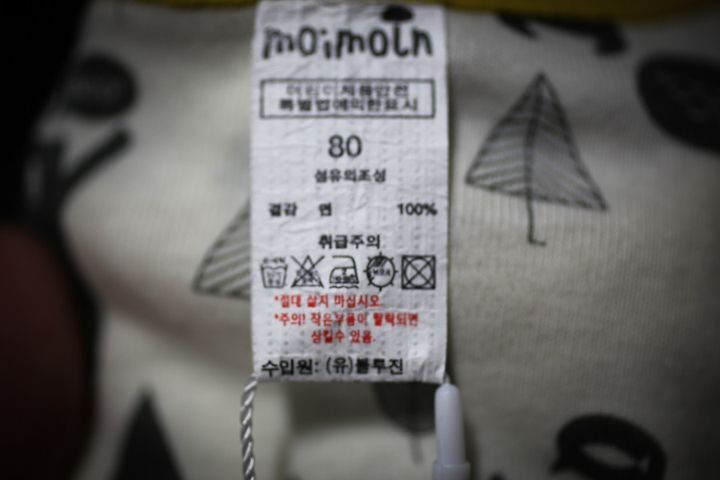 moimoln
어린이제품안전
특별법에의한표시
80
섬유의조성
겉감 면 100%
취급주의
*절대 삶지 마십시오.
*주의! 작은부품이 탈락되면
삼킬수 있음.
수입원: (유)블루진